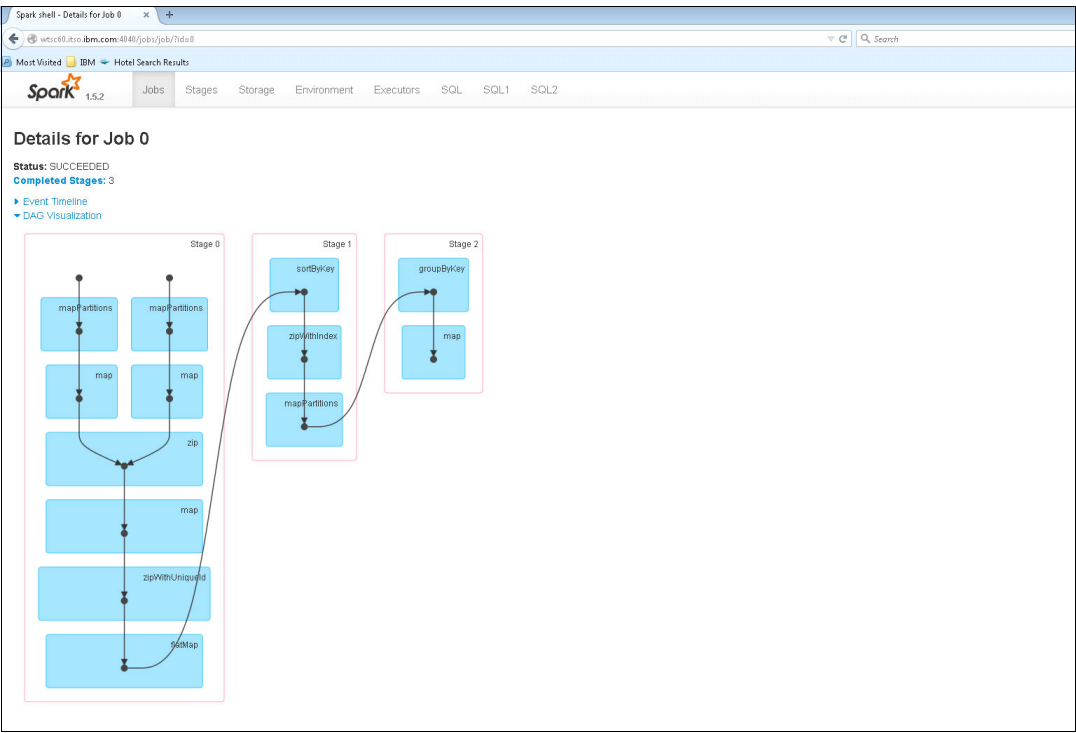 Spark shell - Details for Job 0 × +
wtsc60.itso.ibm.com:4040/jobs/job/?id=0 Search
Most Visited IBM Hotel Search Results
Spark 1.5.2 Jobs Stages Storage Environment Executors SQL SQL1 SQL2
Details for Job 0
Status: SUCCEEDED
Completed Stages: 3
Event Timeline
DAG Visualization
Stage 0
mapPartitions mapPartitions
map map
zip
map
zipWithUniqueId
flatMap
Stage 1
sortByKey
zipWithIndex
mapPartitions
Stage 2
groupByKey
map